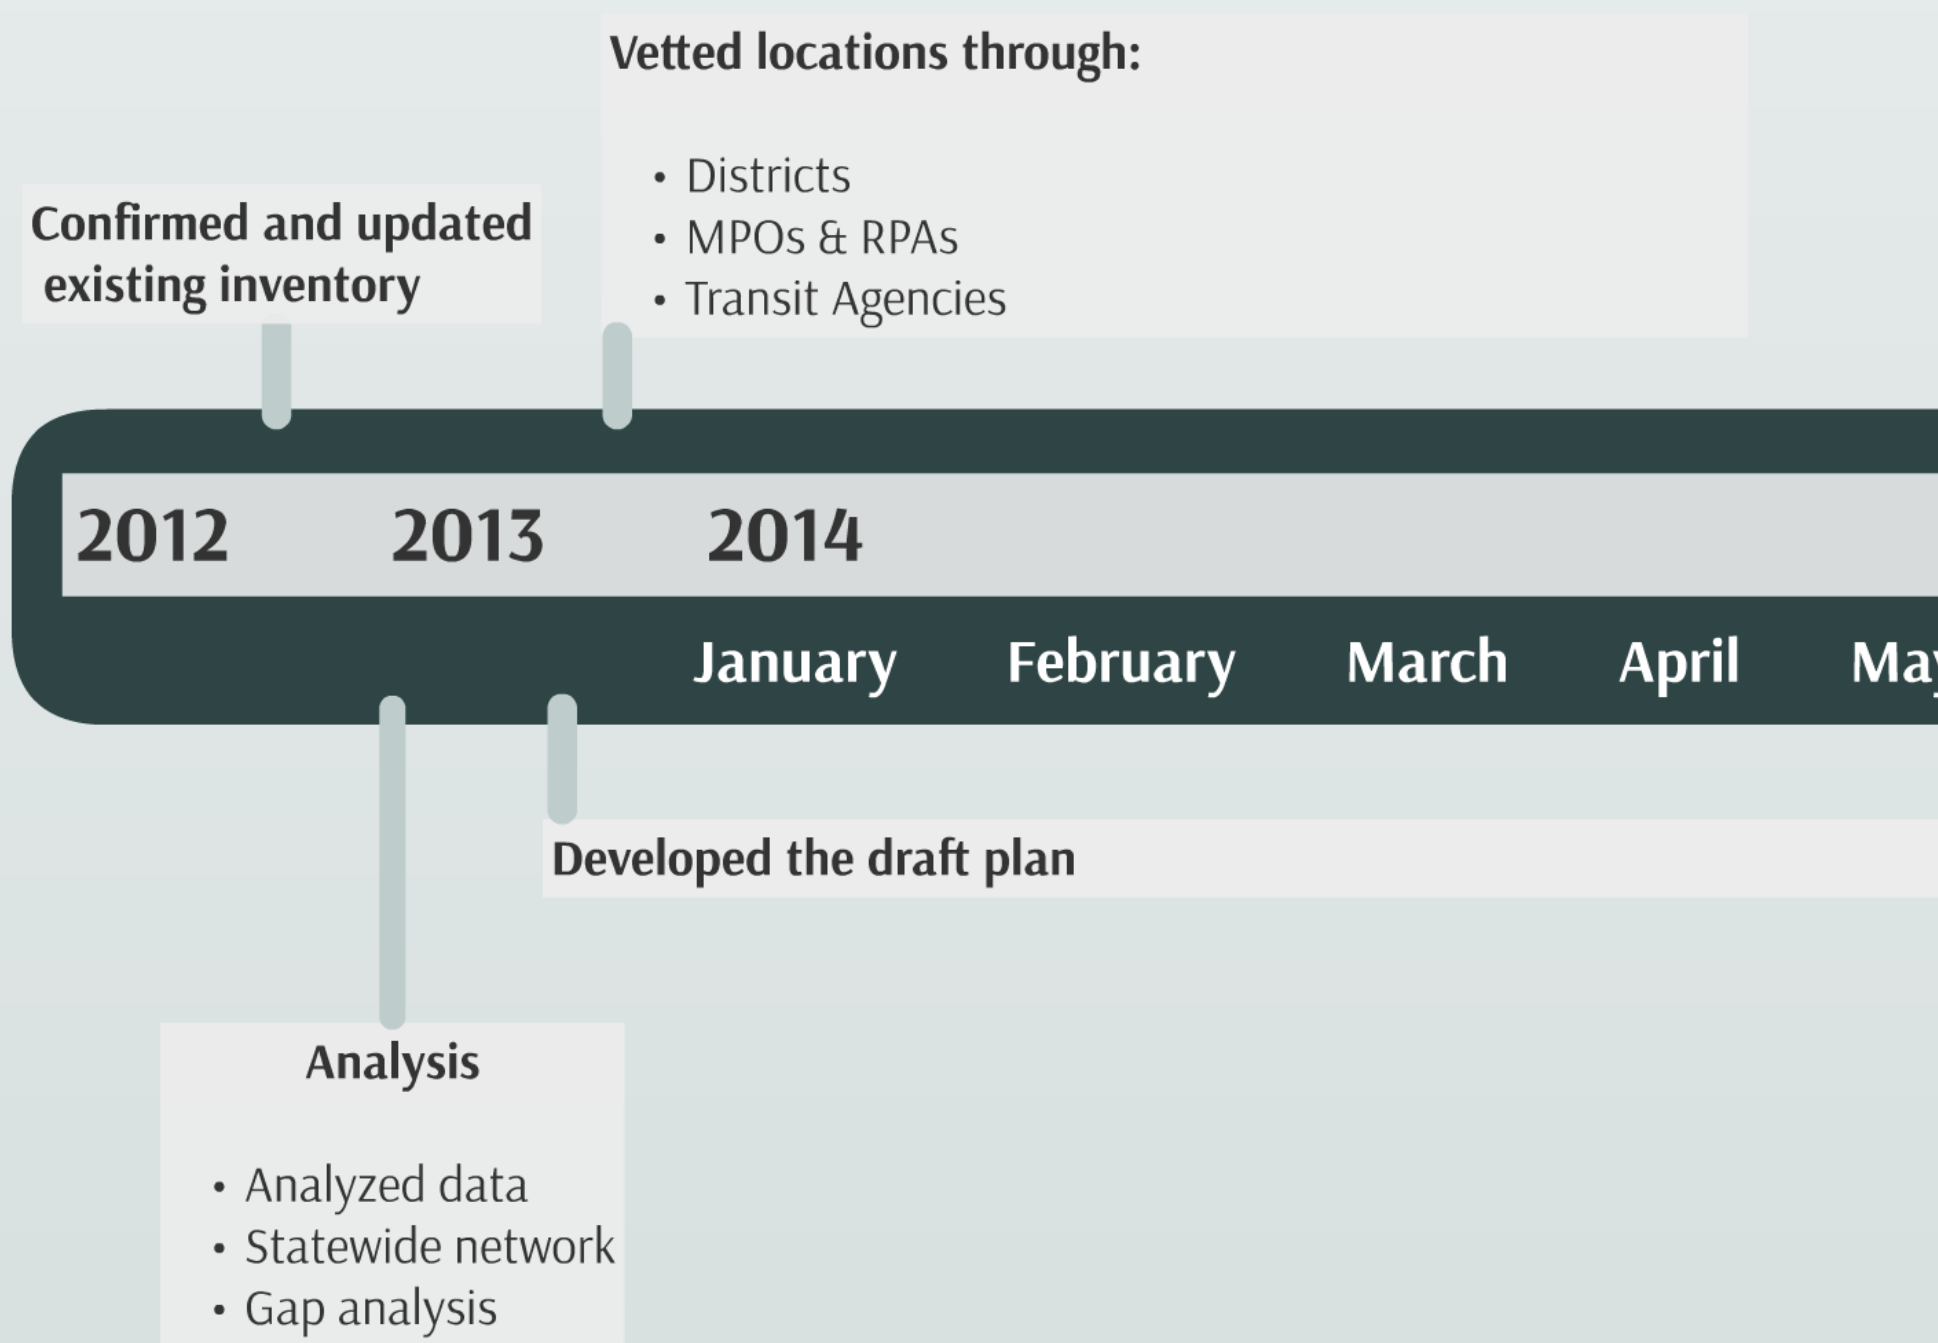 Vetted locations through:
• Districts
• MPOs & RPAs
• Transit Agencies
Confirmed and updated
existing inventory
2012 2013 2014
January February March April May
Developed the draft plan
Analysis
• Analyzed data
• Statewide network
• Gap analysis